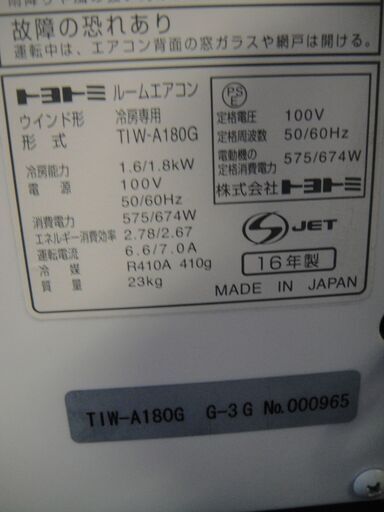 故障の恐れあり
運転中は、エアコン背面の窓ガラスや網戸は開ける。
トヨトミ ルームエアコン
ウインド形 冷房専用
形式 TIW-A180G
冷房能力 1.6/1.8kW
電源 100V
50/60Hz
消費電力 575/674W
エネルギー消費効率 2.78/2.67
運転電流 6.6/7.0A
冷媒 R410A 410g
質量 23kg
PS
E
定格電圧 100V
定格周波数 50/60Hz
電動機の
定格消費電力 575/674W
株式会社トヨトミ
S JET
16年製
MADE IN JAPAN
TIW-A180G G-3G No.000965